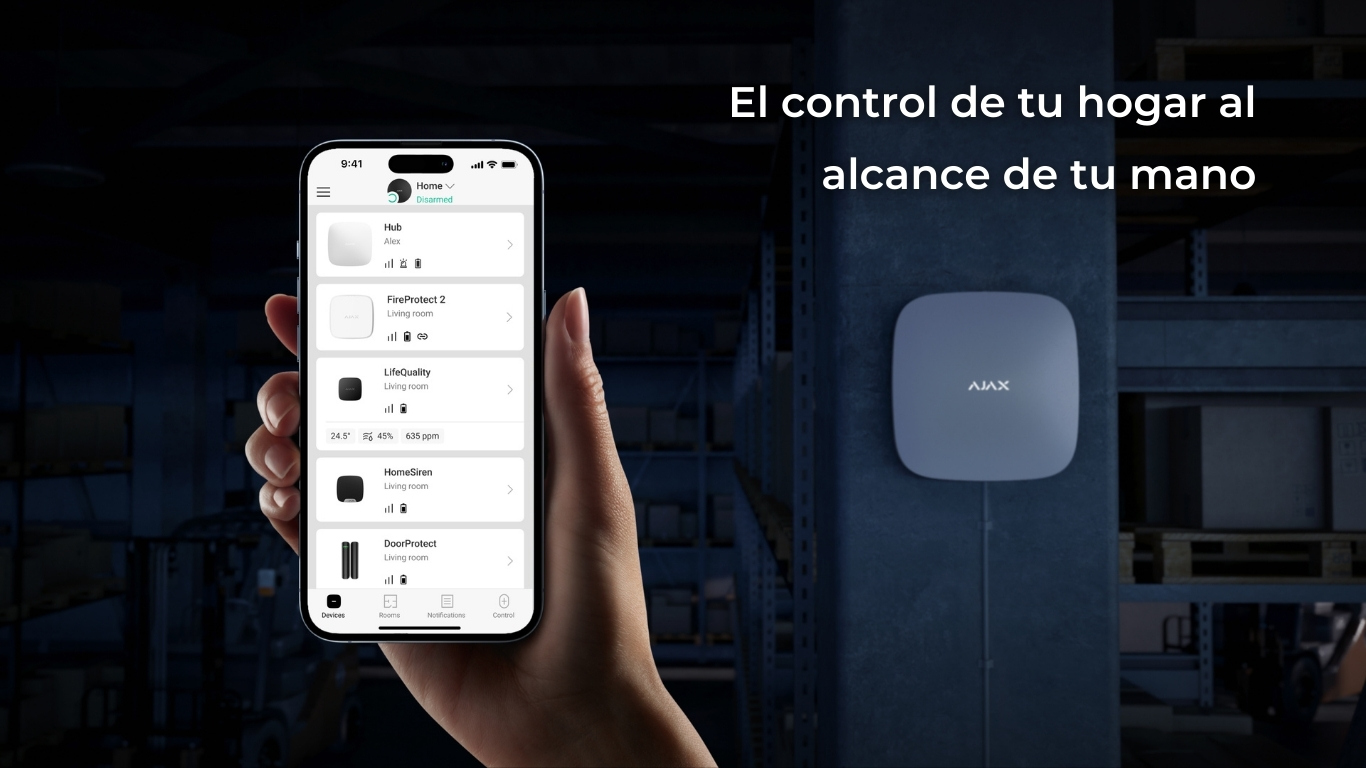 El control de tu hogar al
alcance de tu mano
9:41
Home
Disarmed
Hub
Alex
FireProtect 2
Living room
LifeQuality
Living room
24.5° 45% 635 ppm
HomeSiren
Living room
DoorProtect
Living room
Devices Rooms Notifications Control
AJAX